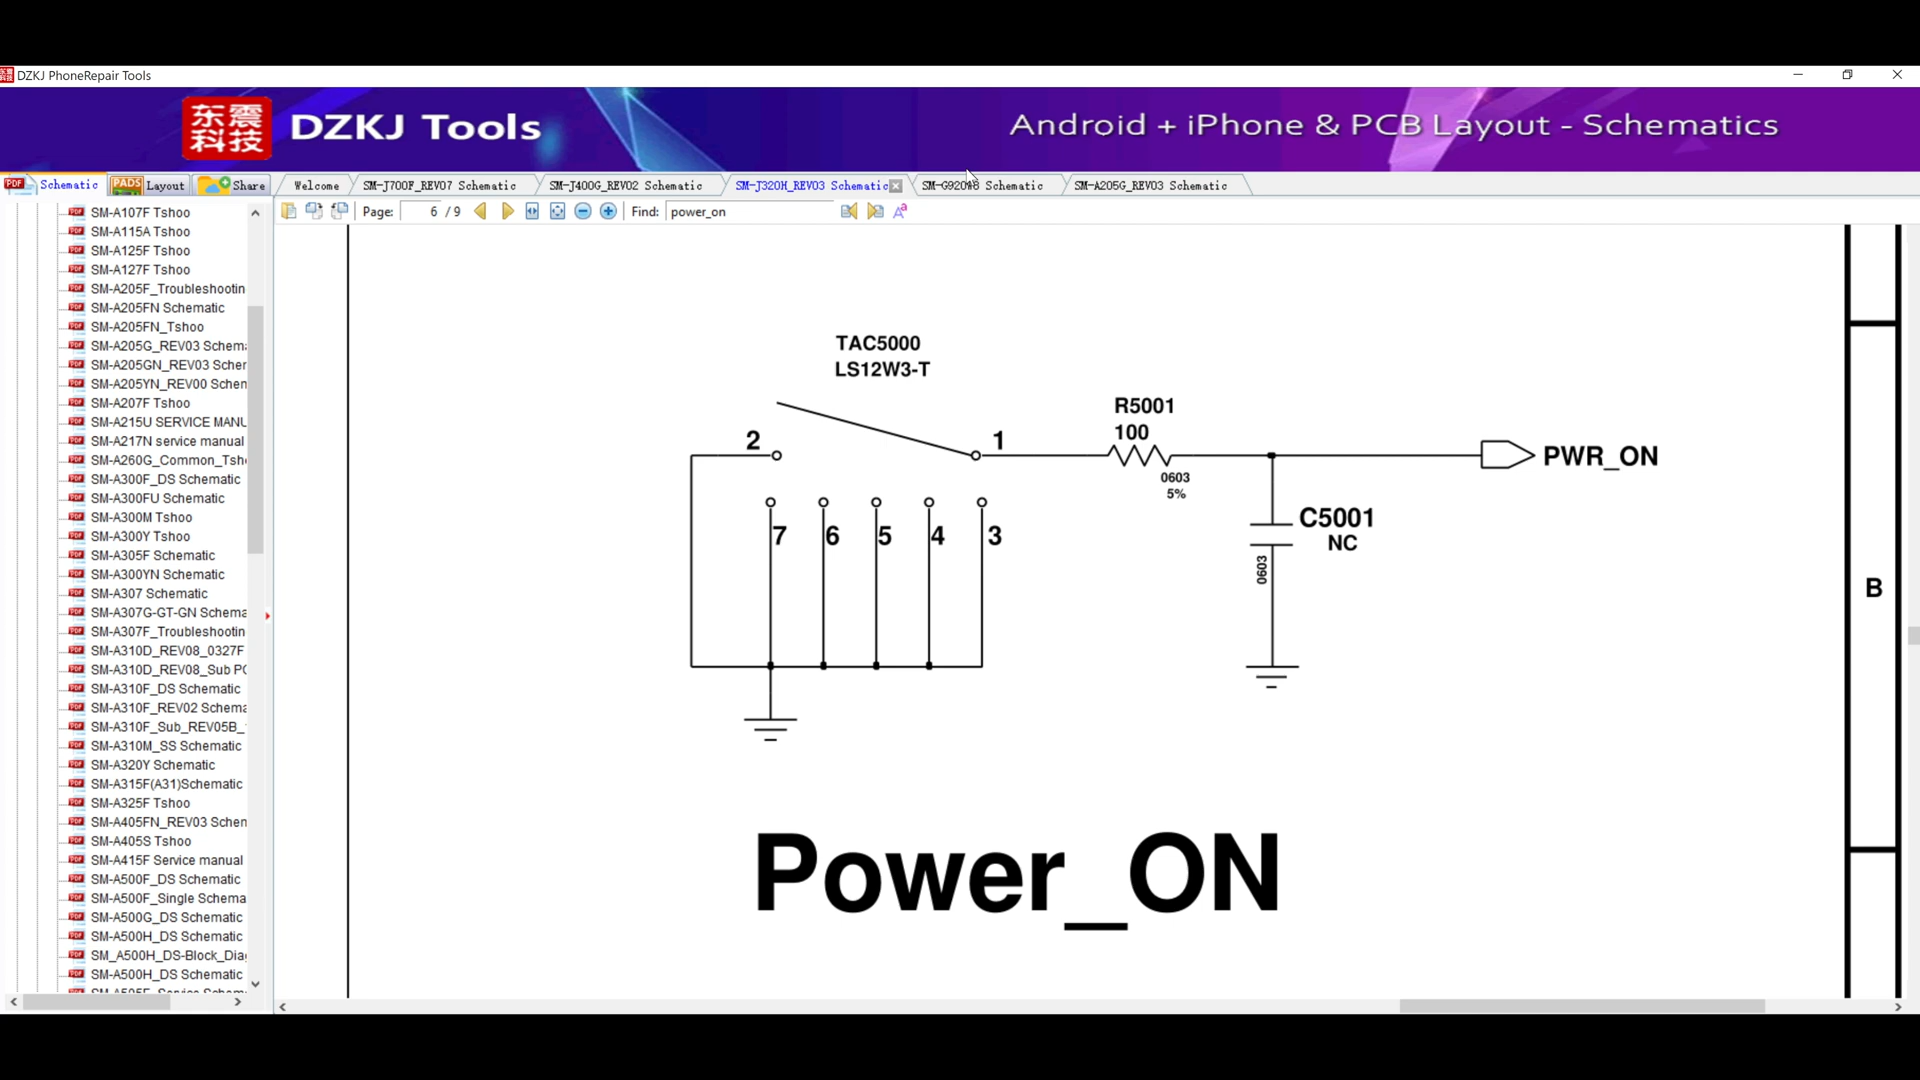 DZKJ PhoneRepair Tools
东震
科技
DZKJ Tools
Android + iPhone & PCB Layout - Schematics
PDF Schematic PADS Layout Share
Welcome SM-J700F_REV07 Schematic SM-J400G_REV02 Schematic SM-J320H_REV03 Schematic SM-G920W8 Schematic SM-A205G_REV03 Schematic
Page: 6 / 9 Find: power_on
SM-A107F Tshoo
SM-A115A Tshoo
SM-A125F Tshoo
SM-A127F Tshoo
SM-A205F_Troubleshootin
SM-A205FN Schematic
SM-A205FN_Tshoo
SM-A205G_REV03 Schem
SM-A205GN_REV03 Scher
SM-A205YN_REV00 Schen
SM-A207F Tshoo
SM-A215U SERVICE MANU
SM-A217N service manual
SM-A260G_Common_Tsh
SM-A300F_DS Schematic
SM-A300FU Schematic
SM-A300M Tshoo
SM-A300Y Tshoo
SM-A305F Schematic
SM-A300YN Schematic
SM-A307 Schematic
SM-A307G-GT-GN Schema
SM-A307F_Troubleshootin
SM-A310D_REV08_0327F
SM-A310D_REV08_Sub PC
SM-A310F_DS Schematic
SM-A310F_REV02 Schema
SM-A310F_Sub_REV05B_
SM-A310M_SS Schematic
SM-A320Y Schematic
SM-A315F(A31)Schematic
SM-A325F Tshoo
SM-A405FN_REV03 Schen
SM-A405S Tshoo
SM-A415F Service manual
SM-A500F_DS Schematic
SM-A500F_Single Schema
SM-A500G_DS Schematic
SM-A500H_DS Schematic
SM_A500H_DS-Block_Dia
SM-A500H_DS Schematic
TAC5000
LS12W3-T
R5001
100
2
1
PWR_ON
0603
5%
7 6 5 4 3
C5001
NC
0603
B
Power_ON